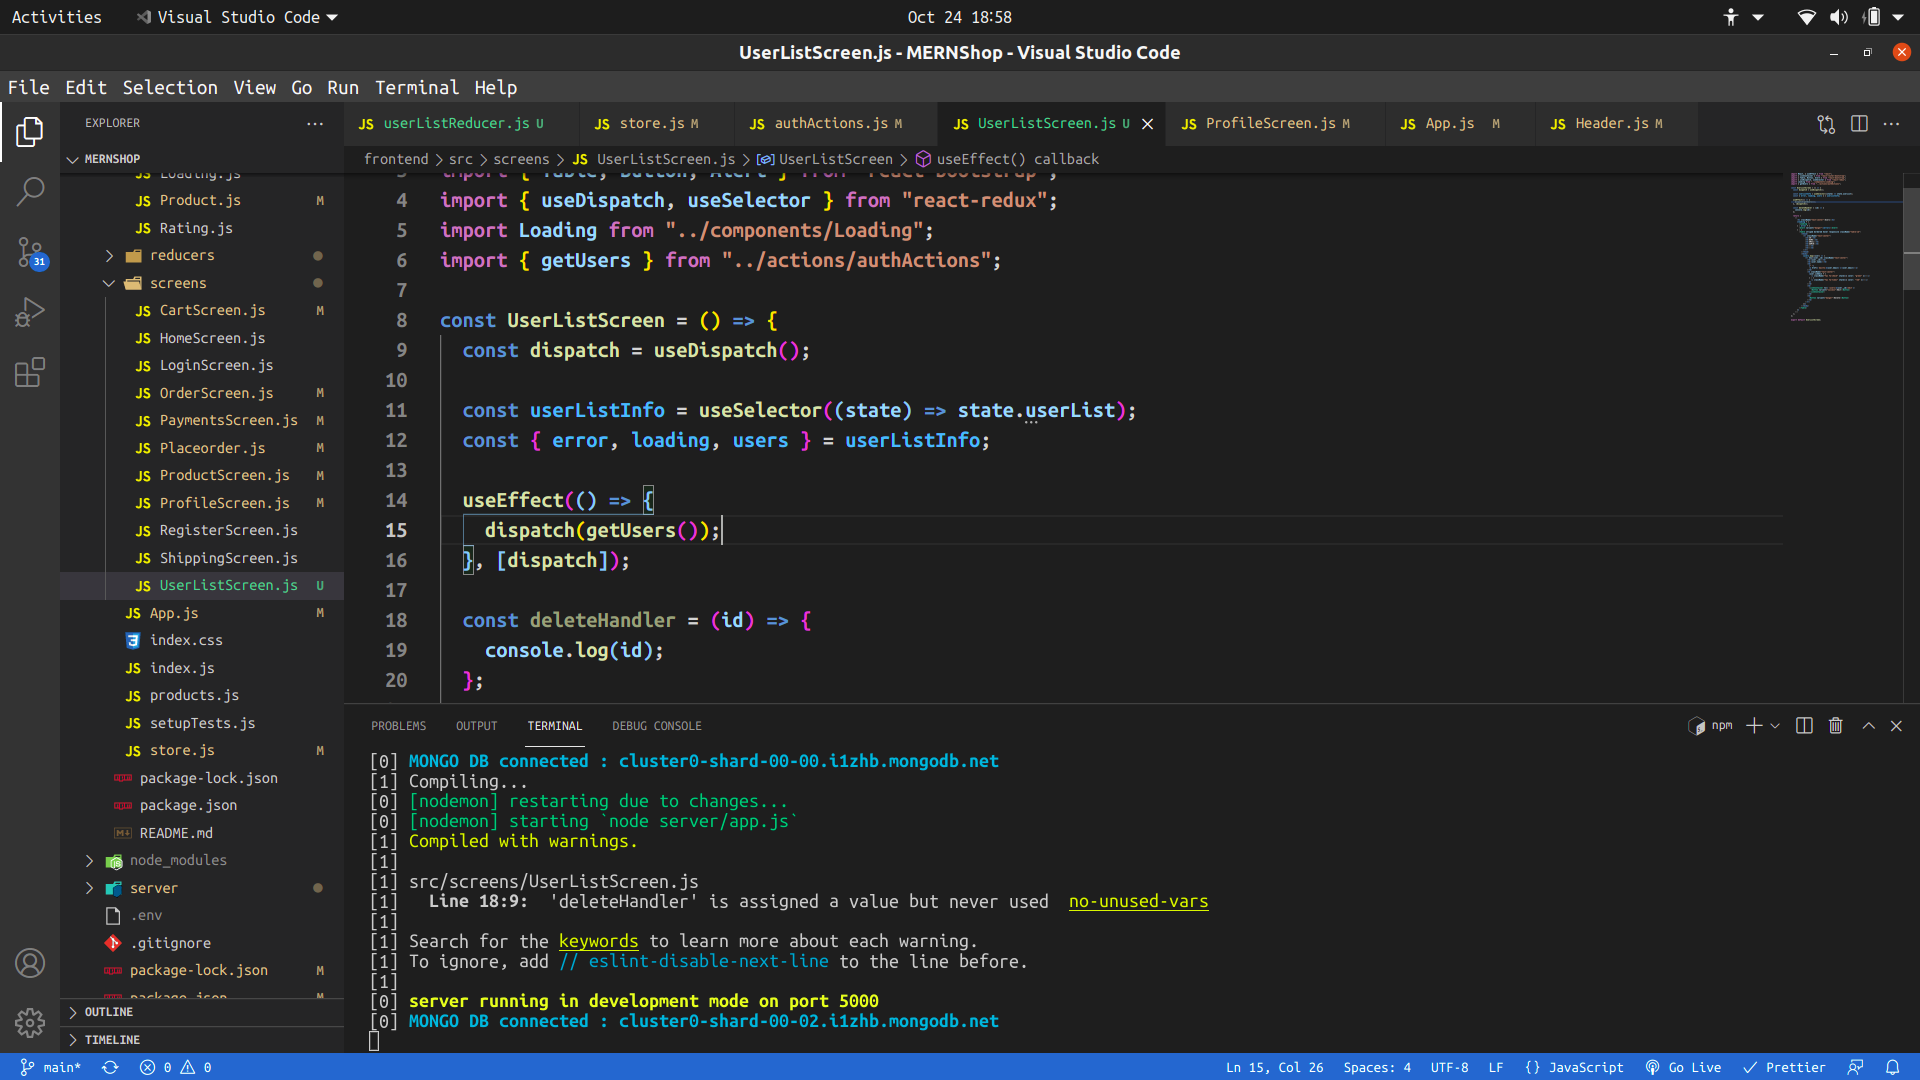 Activities
Visual Studio Code
Oct 24 18:58
UserListScreen.js - MERNShop - Visual Studio Code
File Edit Selection View Go Run Terminal Help
EXPLORER
MERNSHOP
Loading.js
Product.js M
Rating.js
reducers
screens
CartScreen.js M
HomeScreen.js
LoginScreen.js
OrderScreen.js M
PaymentsScreen.js M
Placeorder.js M
ProductScreen.js M
ProfileScreen.js M
RegisterScreen.js
ShippingScreen.js
UserListScreen.js U
App.js M
index.css
index.js
products.js
setupTests.js
store.js M
package-lock.json
package.json
README.md
node_modules
server
.env
.gitignore
package-lock.json M
package.json M
OUTLINE
TIMELINE
31
JS userListReducer.js U
JS store.js M
JS authActions.js M
JS UserListScreen.js U
JS ProfileScreen.js M
JS App.js M
JS Header.js M
frontend > src > screens > JS UserListScreen.js > UserListScreen > useEffect() callback
3 import { Table, Button, Alert } from "react-bootstrap";
4 import { useDispatch, useSelector } from "react-redux";
5 import Loading from "../components/Loading";
6 import { getUsers } from "../actions/authActions";
7
8 const UserListScreen = () => {
9 const dispatch = useDispatch();
10
11 const userListInfo = useSelector((state) => state.userList);
12 const { error, loading, users } = userListInfo;
13
14 useEffect(() => {
15 dispatch(getUsers());
16 }, [dispatch]);
17
18 const deleteHandler = (id) => {
19 console.log(id);
20 };
PROBLEMS OUTPUT TERMINAL DEBUG CONSOLE
npm
[0] MONGO DB connected : cluster0-shard-00-00.i1zhb.mongodb.net
[1] Compiling...
[0] [nodemon] restarting due to changes...
[0] [nodemon] starting `node server/app.js`
[1] Compiled with warnings.
[1]
[1] src/screens/UserListScreen.js
[1] Line 18:9: 'deleteHandler' is assigned a value but never used no-unused-vars
[1]
[1] Search for the keywords to learn more about each warning.
[1] To ignore, add // eslint-disable-next-line to the line before.
[1]
[0] server running in development mode on port 5000
[0] MONGO DB connected : cluster0-shard-00-02.i1zhb.mongodb.net
main* 0 0
Ln 15, Col 26 Spaces: 4 UTF-8 LF {} JavaScript Go Live Prettier